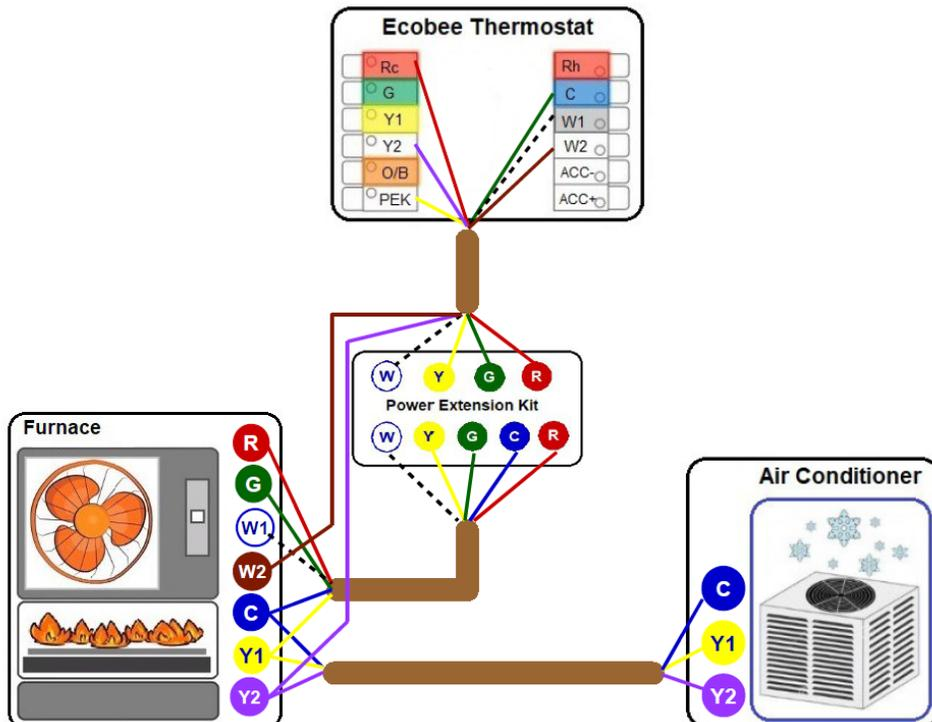 Ecobee Thermostat
Rc
G
Y1
Y2
O/B
PEK
Rh
C
W1
W2
ACC-
ACC+
W Y G R
Power Extension Kit
W Y G C R
Furnace
R
G
W1
W2
C
Y1
Y2
Air Conditioner
C
Y1
Y2